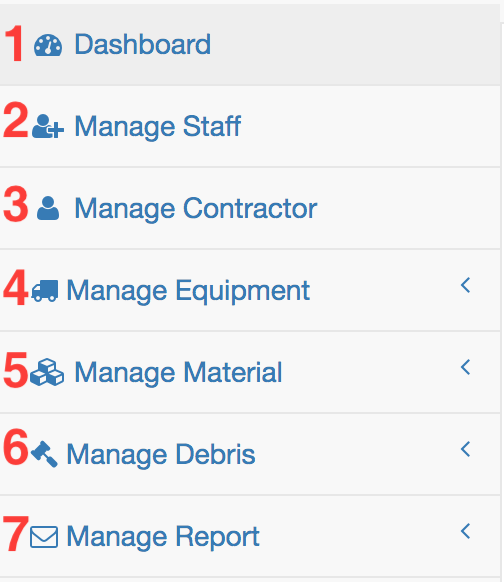 1 Dashboard
2 Manage Staff
3 Manage Contractor
4 Manage Equipment
5 Manage Material
6 Manage Debris
7 Manage Report